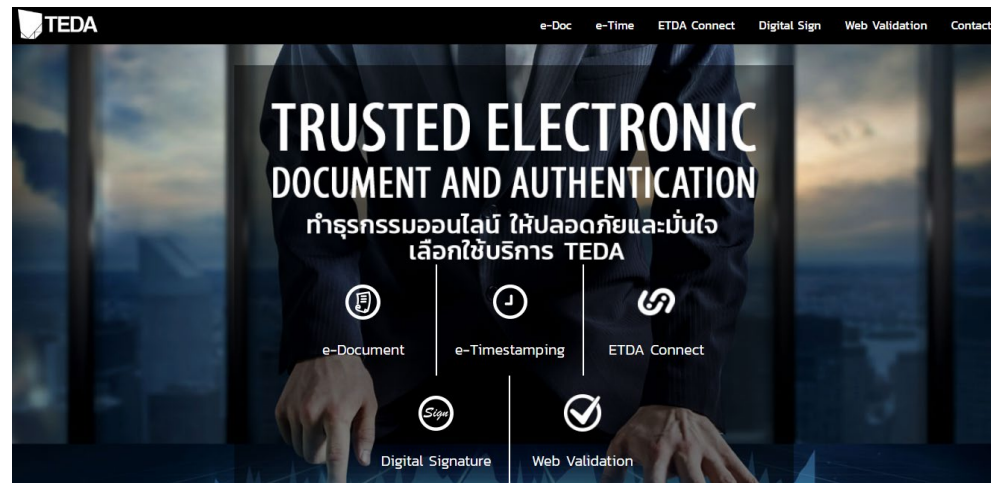 TEDA
e-Doc e-Time ETDA Connect Digital Sign Web Validation Contact
TRUSTED ELECTRONIC
DOCUMENT AND AUTHENTICATION
ทำธุรกรรมออนไลน์ ให้ปลอดภัยและมั่นใจ
เลือกใช้บริการ TEDA
e-Document e-Timestamping ETDA Connect
Sign
Digital Signature Web Validation